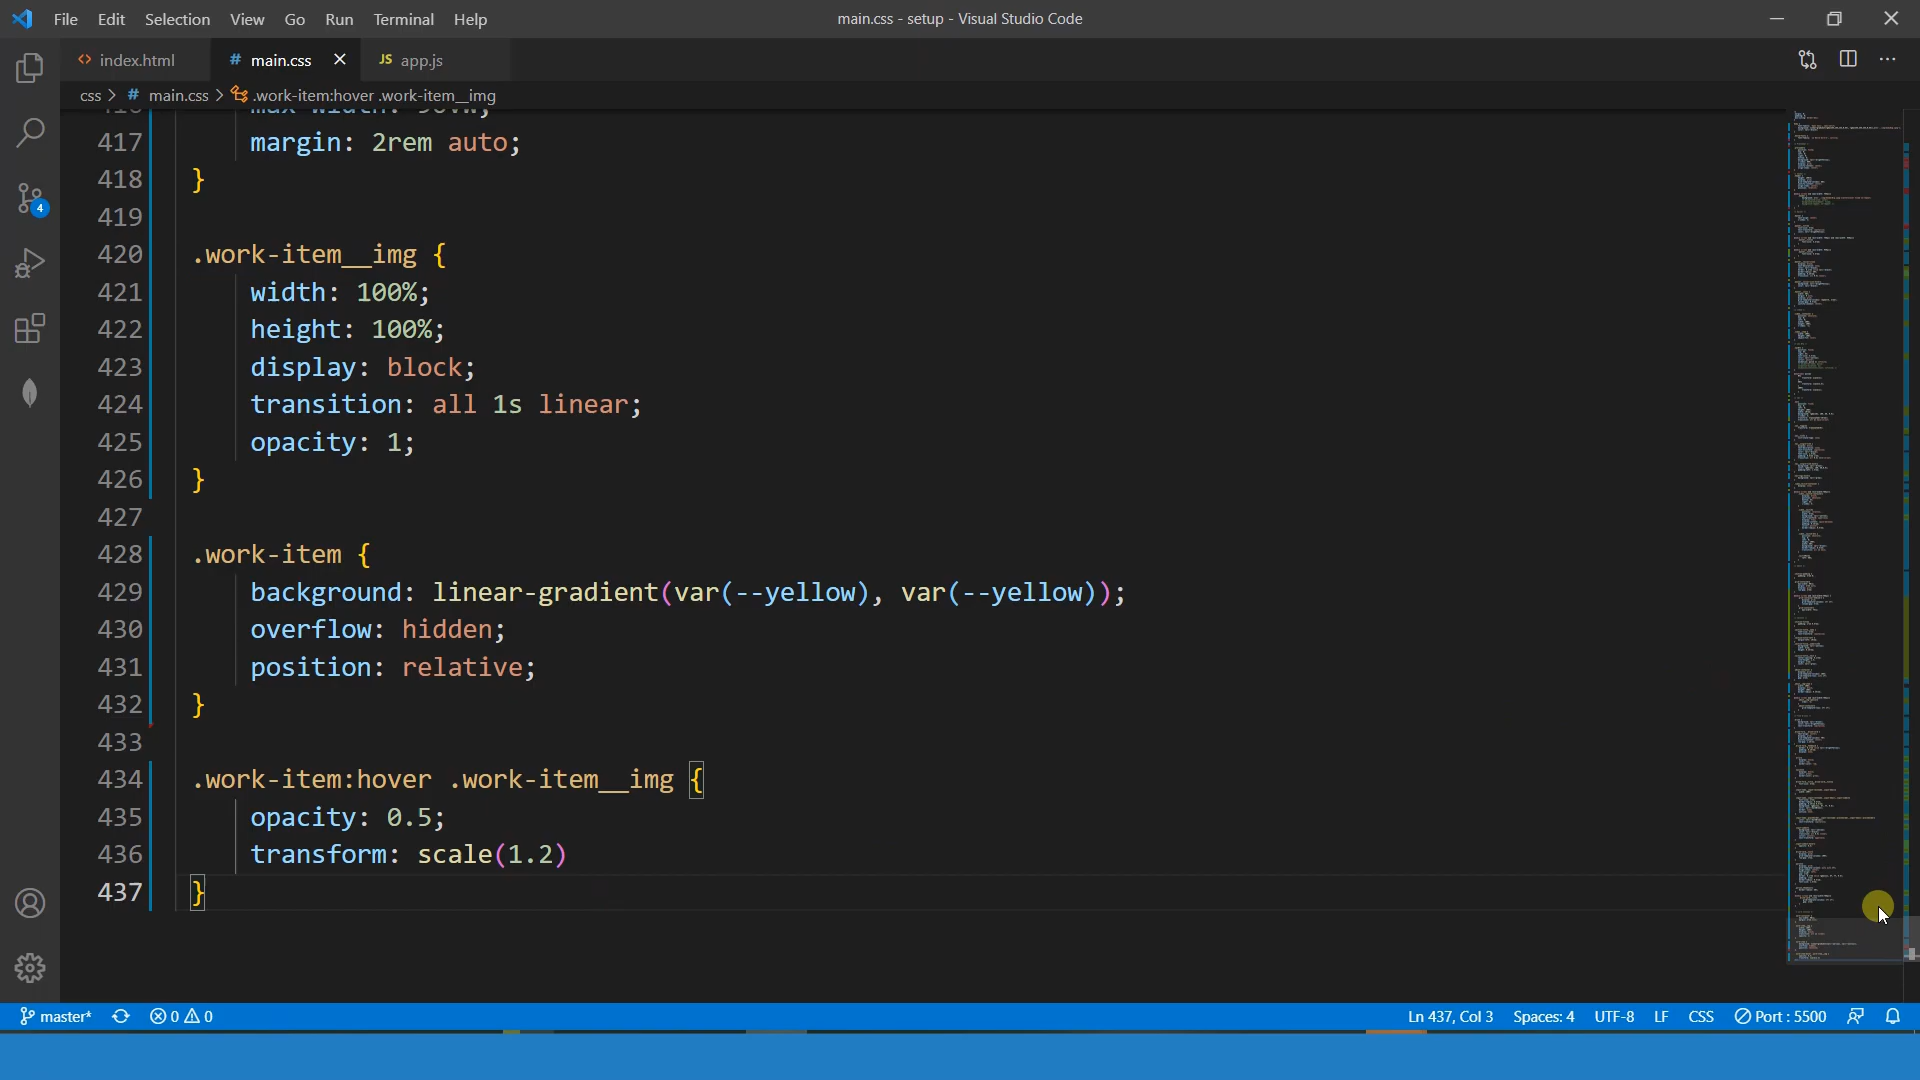 File Edit Selection View Go Run Terminal Help
main.css - setup - Visual Studio Code
index.html
# main.css
JS app.js
css > # main.css > .work-item:hover .work-item__img
417 margin: 2rem auto;
418 }
419
420 .work-item__img {
421 width: 100%;
422 height: 100%;
423 display: block;
424 transition: all 1s linear;
425 opacity: 1;
426 }
427
428 .work-item {
429 background: linear-gradient(var(--yellow), var(--yellow));
430 overflow: hidden;
431 position: relative;
432 }
433
434 .work-item:hover .work-item__img {
435 opacity: 0.5;
436 transform: scale(1.2)
437 }
4
master* 0 0
Ln 437, Col 3 Spaces: 4 UTF-8 LF CSS Port : 5500